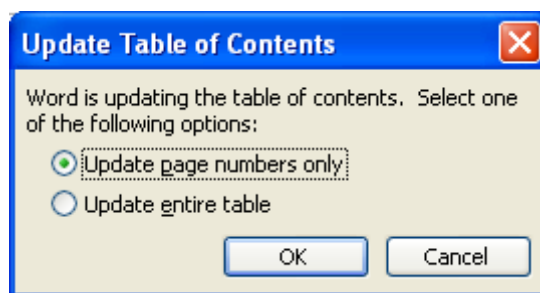 Update Table of Contents
Word is updating the table of contents.  Select one
of the following options:
Update page numbers only
Update entire table
OK
Cancel